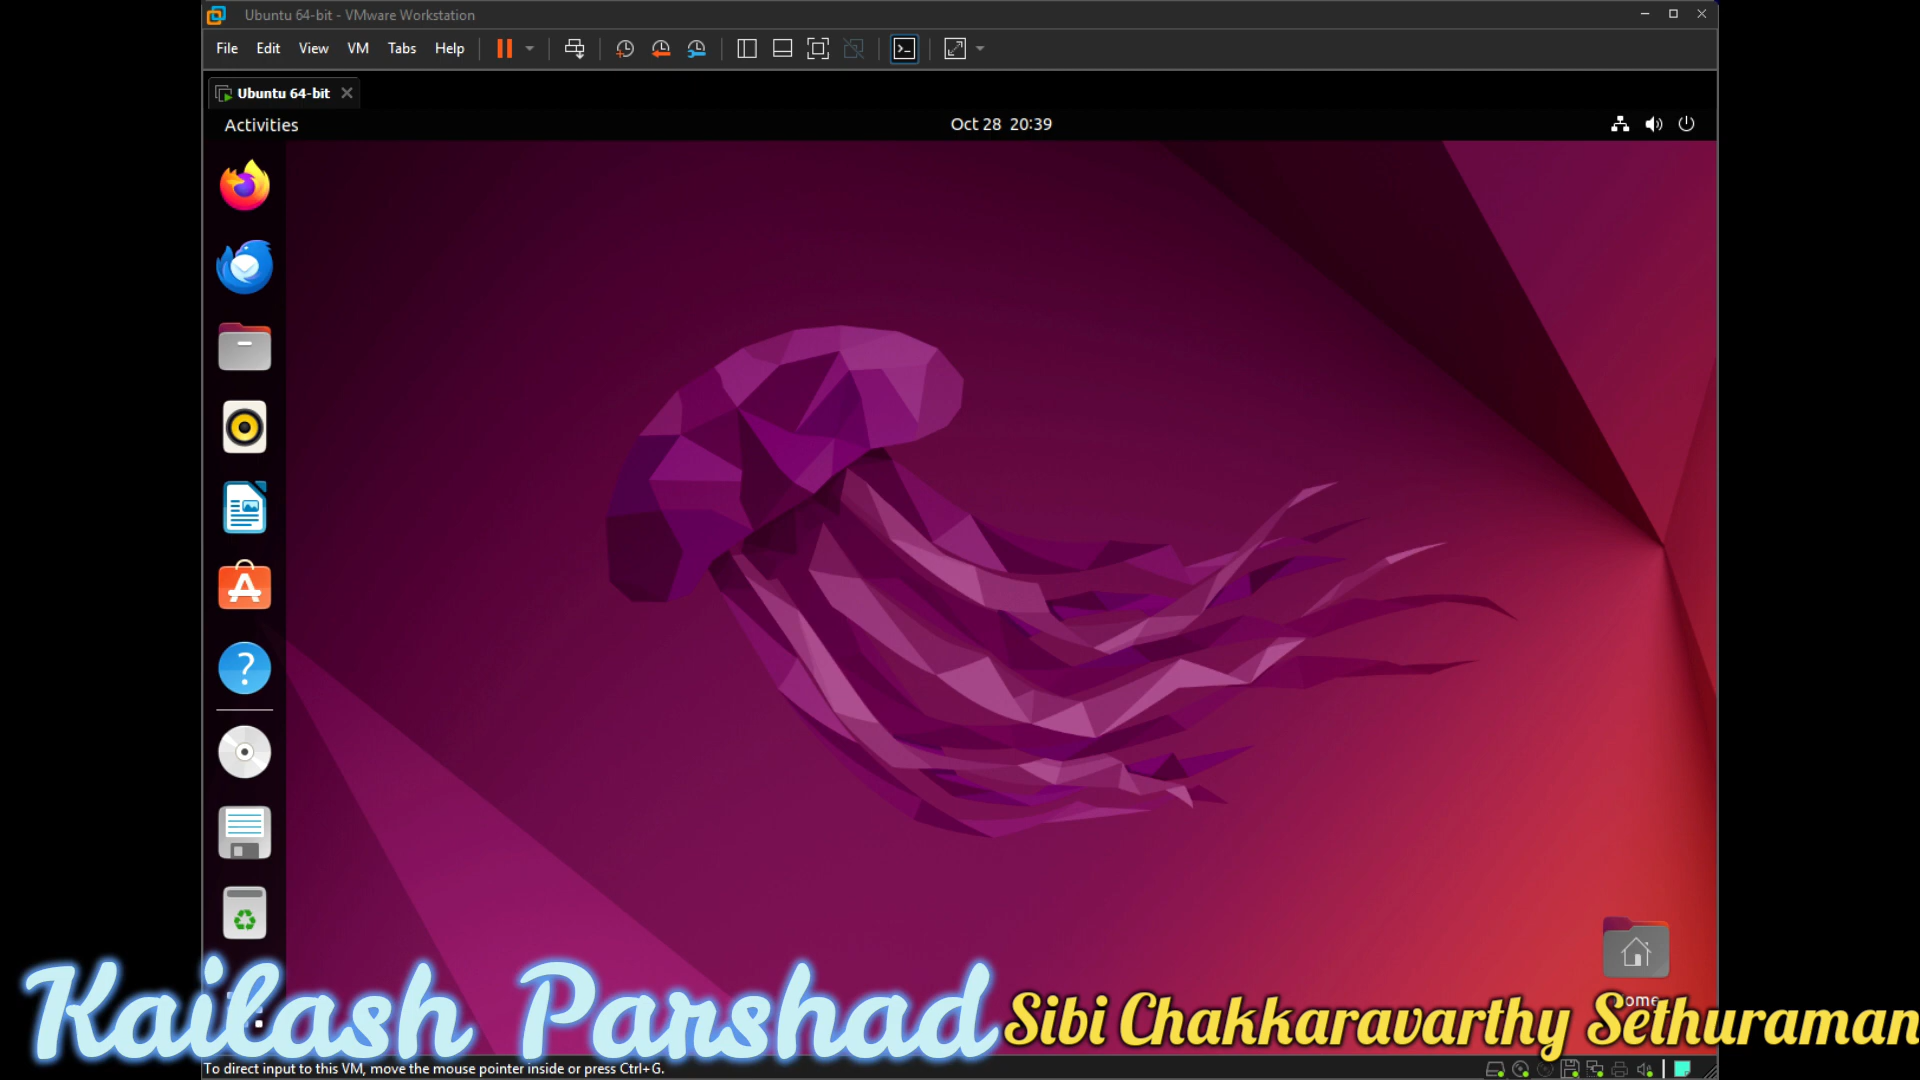 Ubuntu 64-bit - VMware Workstation
File Edit View VM Tabs Help
Ubuntu 64-bit
Activities
Oct 28 20:39
Home
Kailash Parshad
Sibi Chakkaravarthy Sethuraman
To direct input to this VM, move the mouse pointer inside or press Ctrl+G.